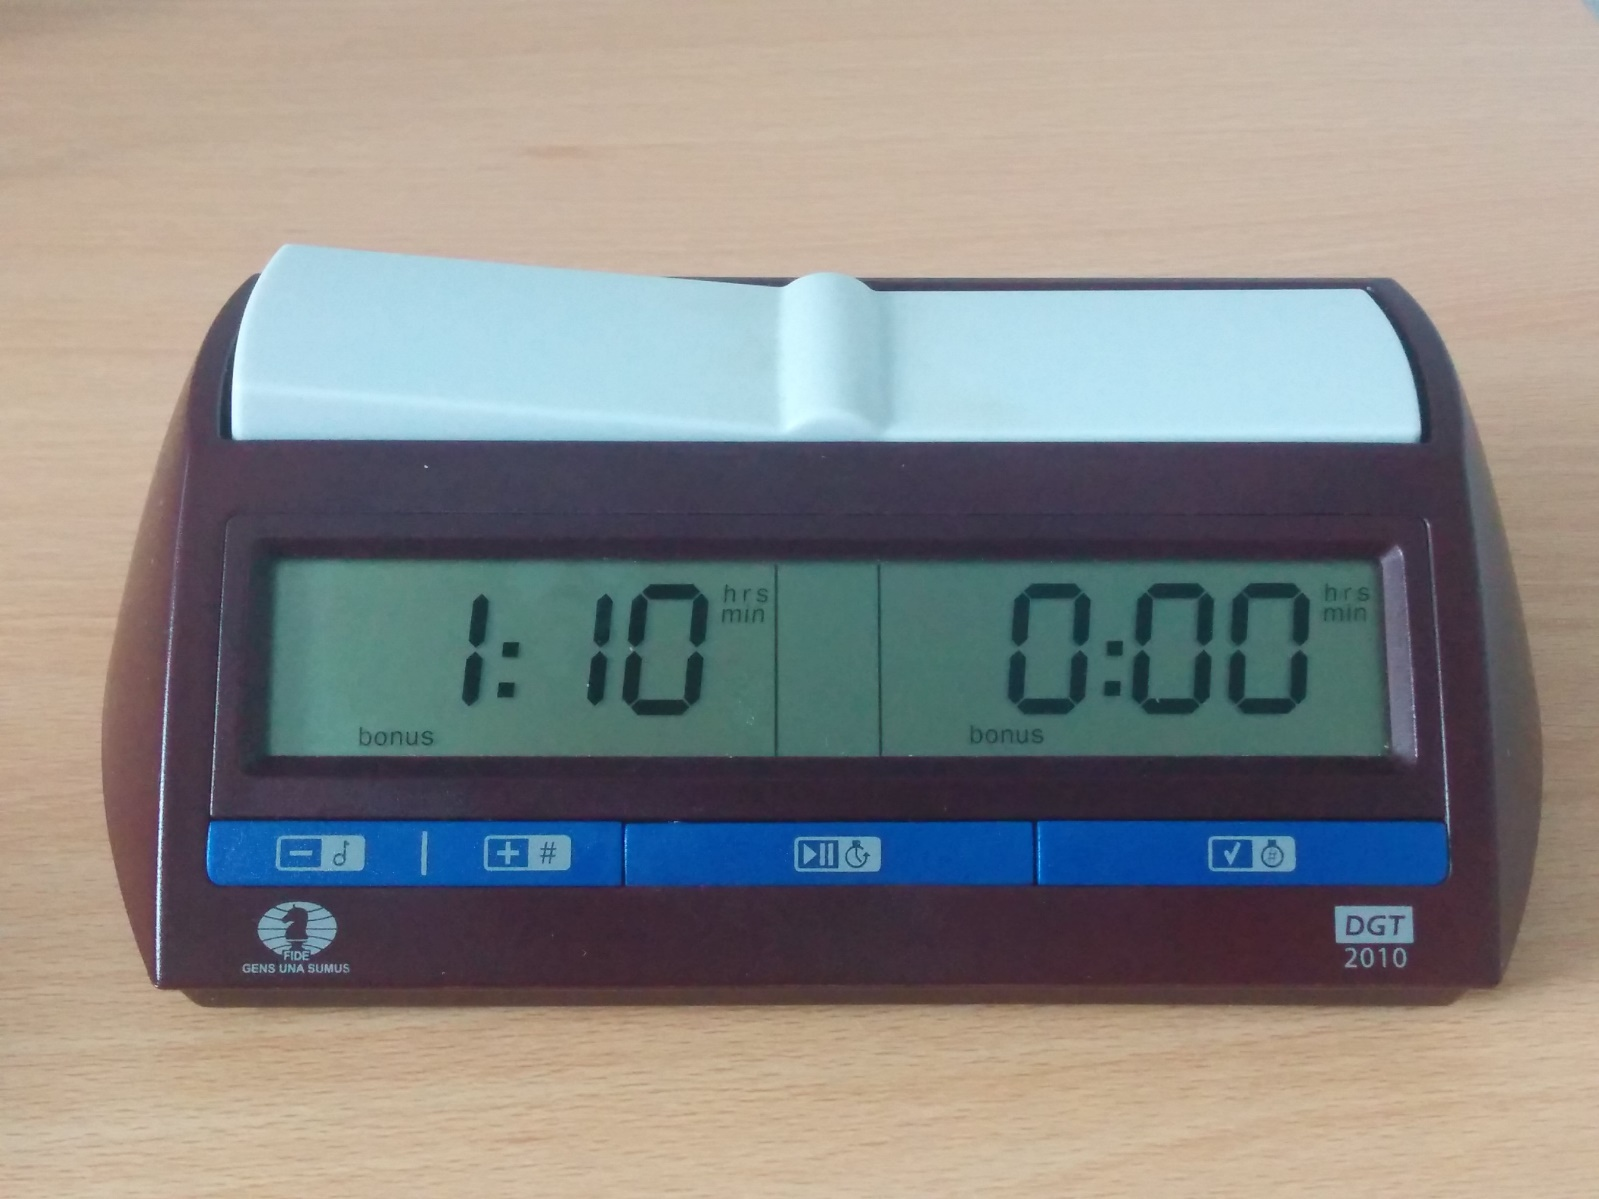 1:10 hrs min
0:00 hrs min
bonus
bonus
#
#
FIDE
GENS UNA SUMUS
DGT
2010